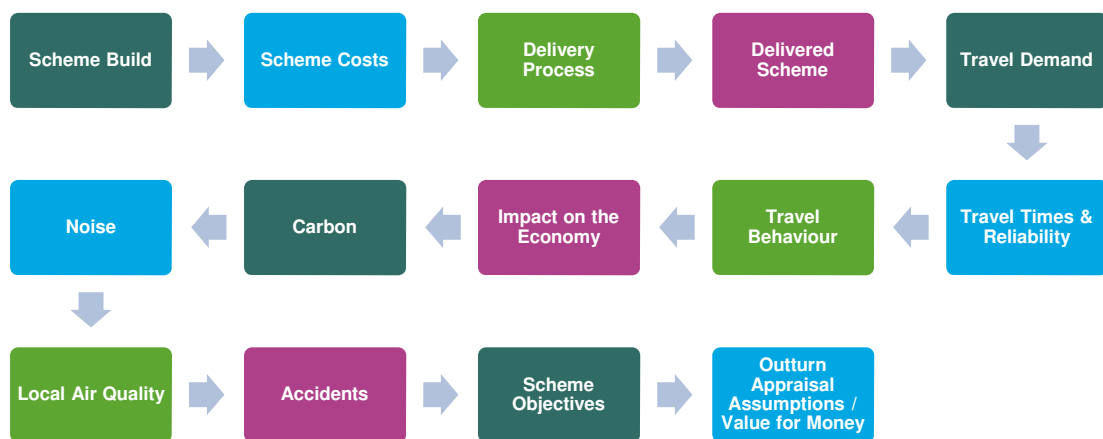 Scheme Build
Scheme Costs
Delivery
Process
Delivered
Scheme
Travel Demand
Travel Times &
Reliability
Travel
Behaviour
Impact on the
Economy
Carbon
Noise
Local Air Quality
Accidents
Scheme
Objectives
Outturn
Appraisal
Assumptions /
Value for Money